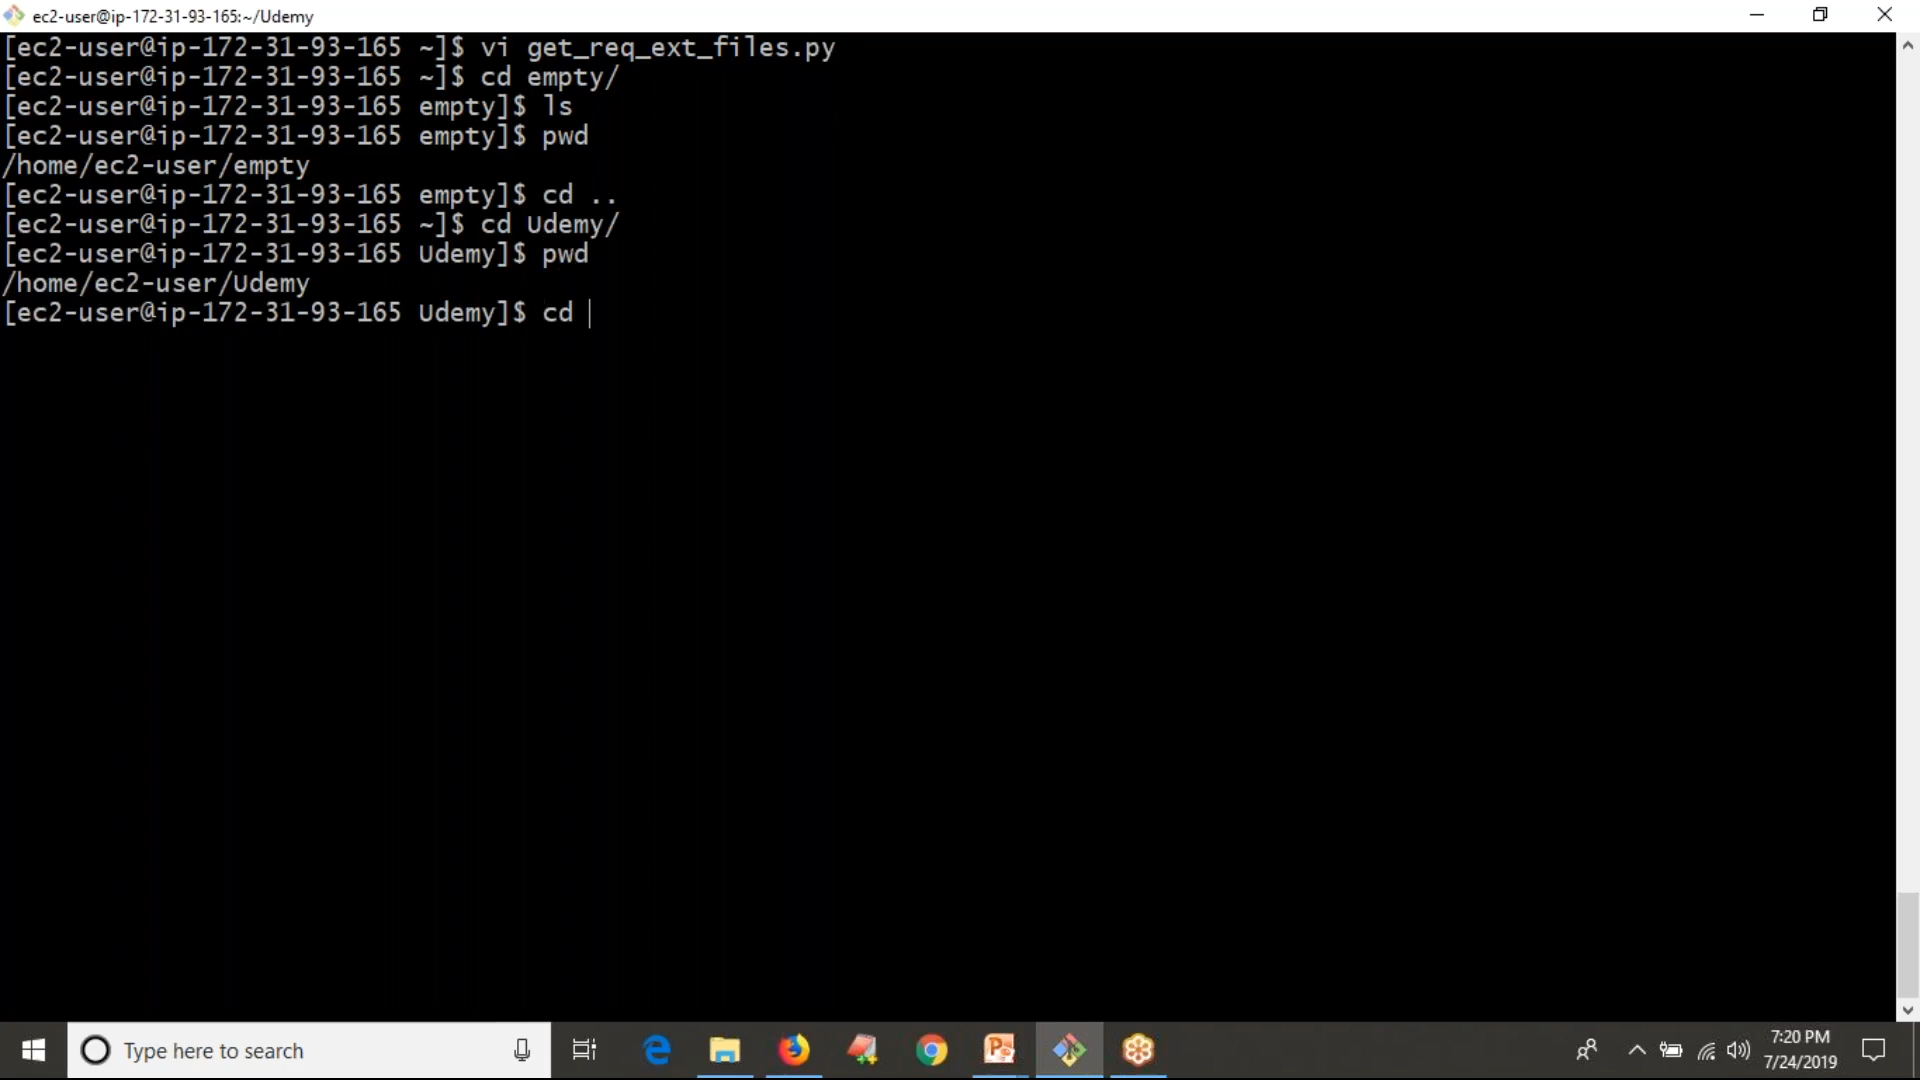 ec2-user@ip-172-31-93-165:~/Udemy
[ec2-user@ip-172-31-93-165 ~]$ vi get_req_ext_files.py
[ec2-user@ip-172-31-93-165 ~]$ cd empty/
[ec2-user@ip-172-31-93-165 empty]$ ls
[ec2-user@ip-172-31-93-165 empty]$ pwd
/home/ec2-user/empty
[ec2-user@ip-172-31-93-165 empty]$ cd ..
[ec2-user@ip-172-31-93-165 ~]$ cd Udemy/
[ec2-user@ip-172-31-93-165 Udemy]$ pwd
/home/ec2-user/Udemy
[ec2-user@ip-172-31-93-165 Udemy]$ cd
Type here to search
7:20 PM
7/24/2019